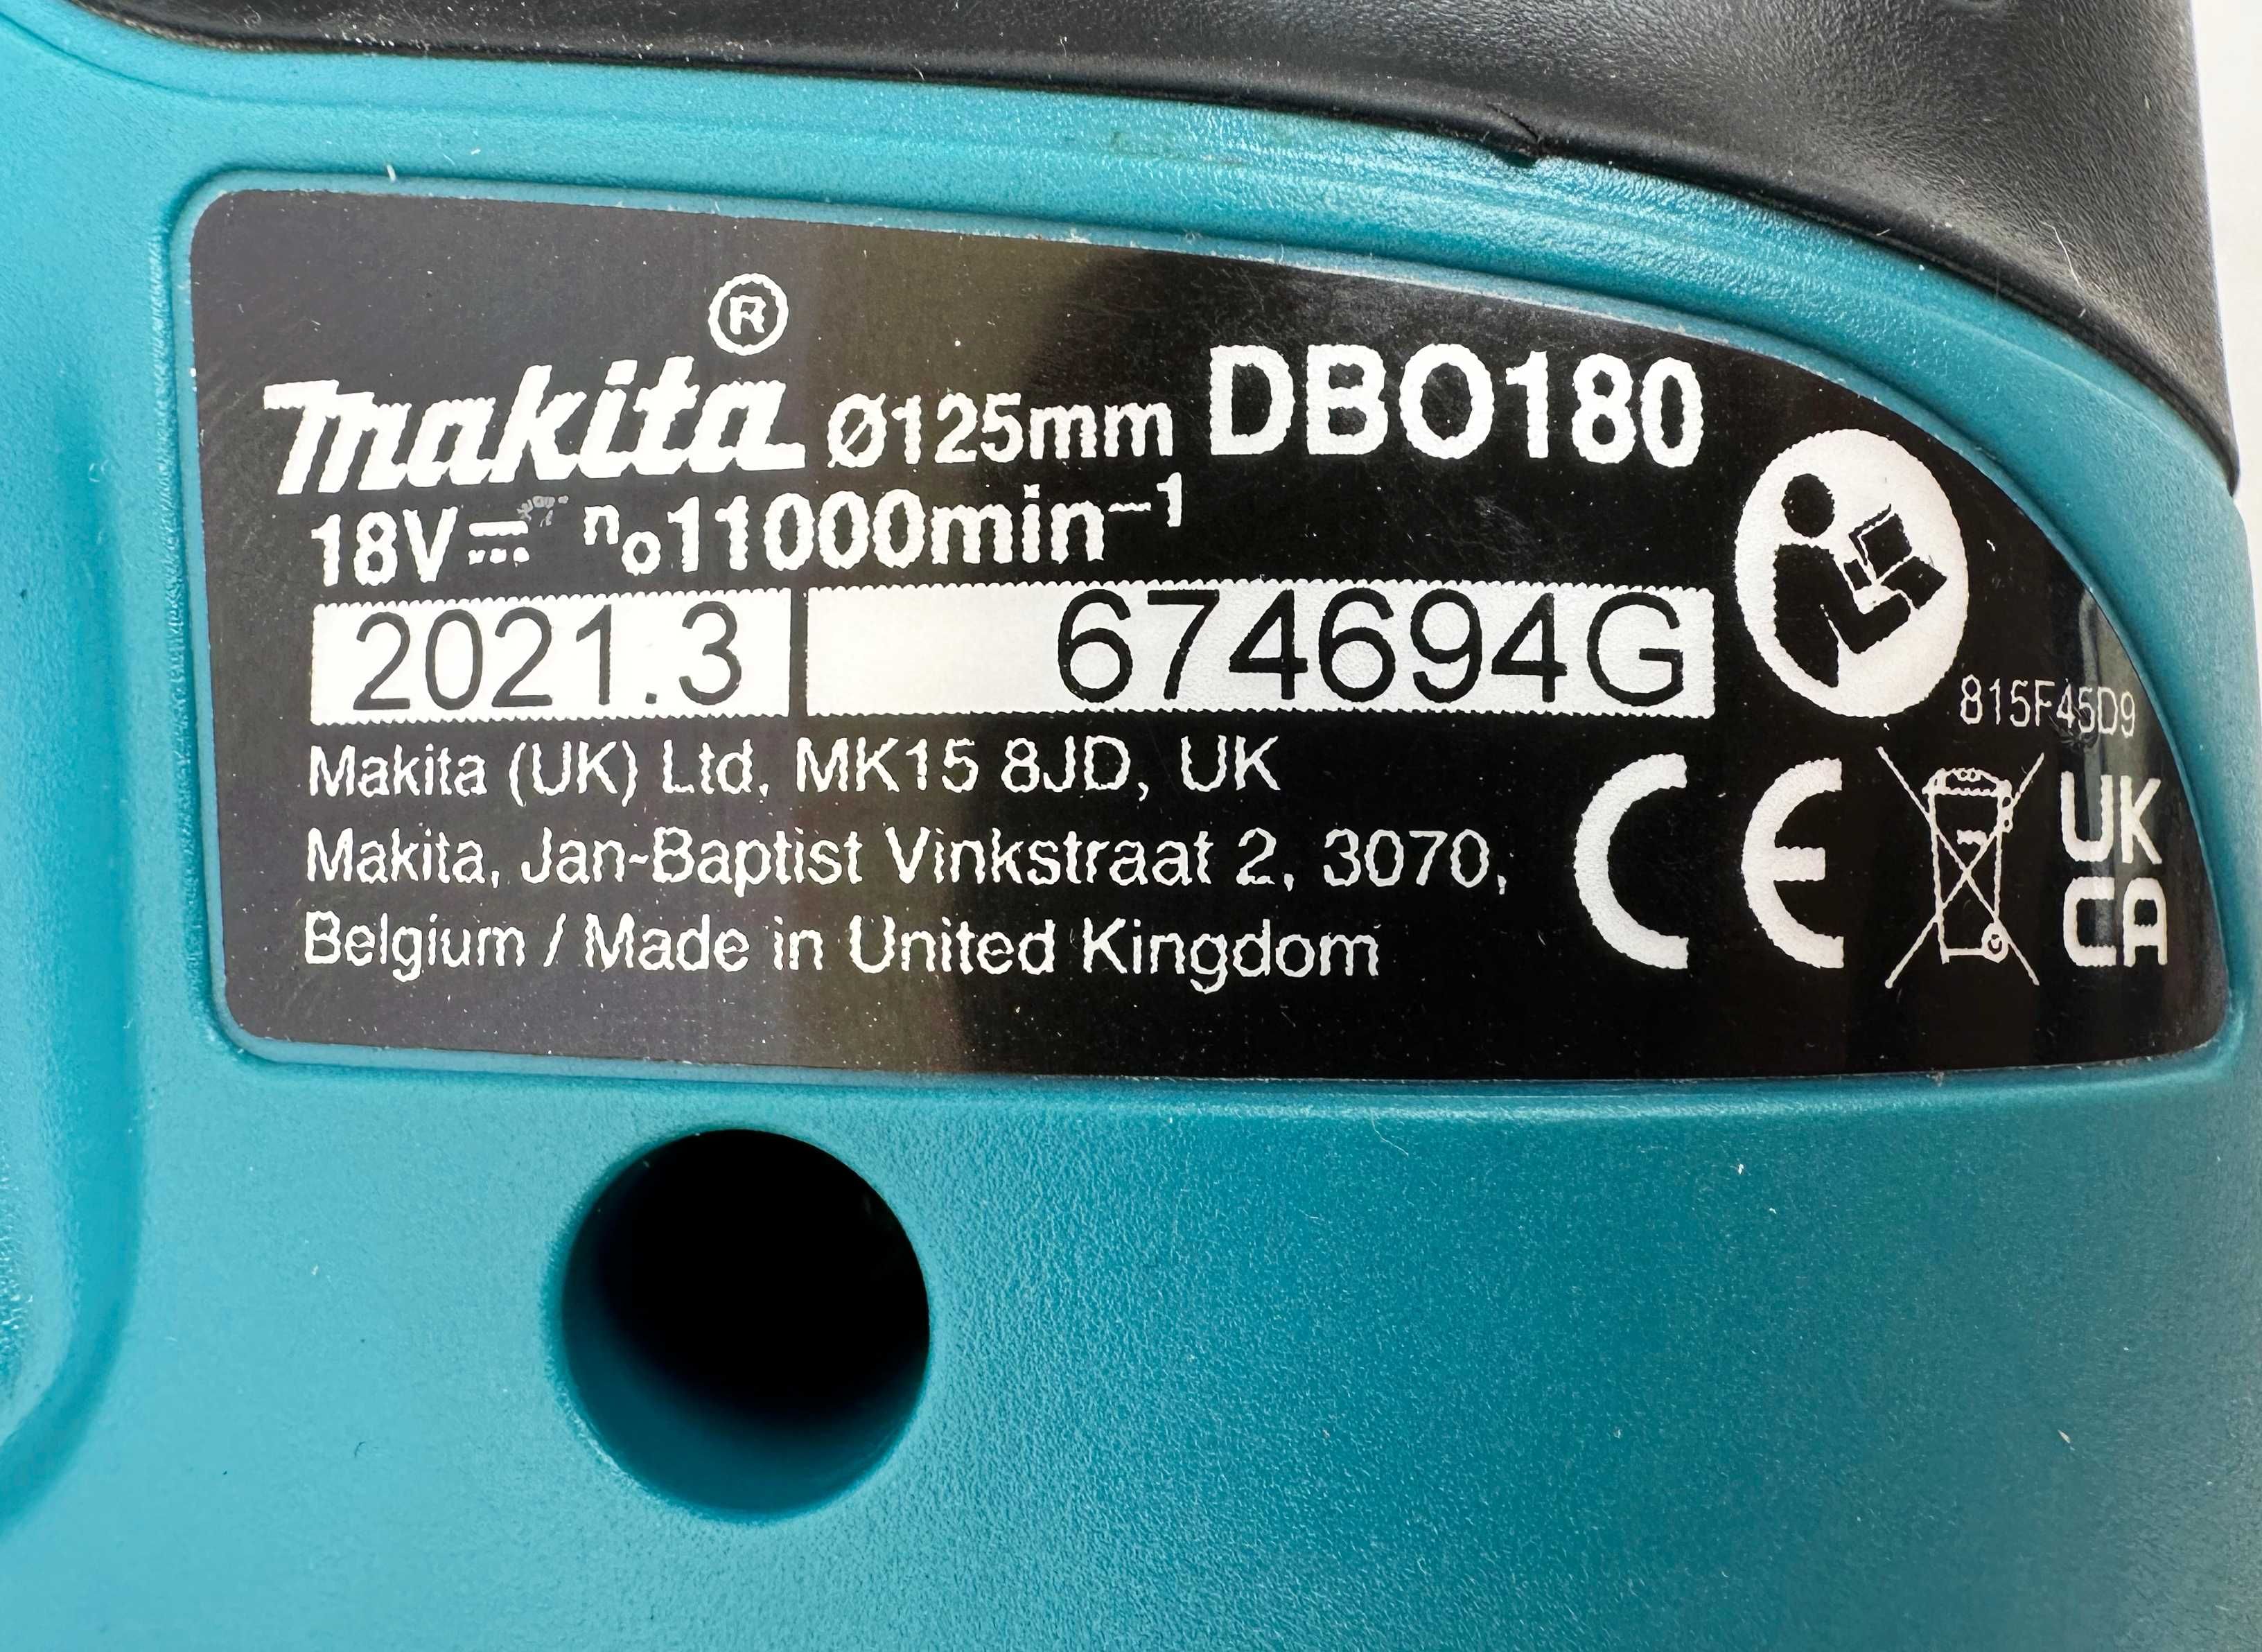 makita® Ø125mm DBO180
18V⎓ no11000min⁻¹
2021.3 674694G
815F45D9
Makita (UK) Ltd. MK15 8JD, UK
Makita, Jan-Baptist Vinkstraat 2, 3070,
Belgium / Made in United Kingdom
CE UK
CA